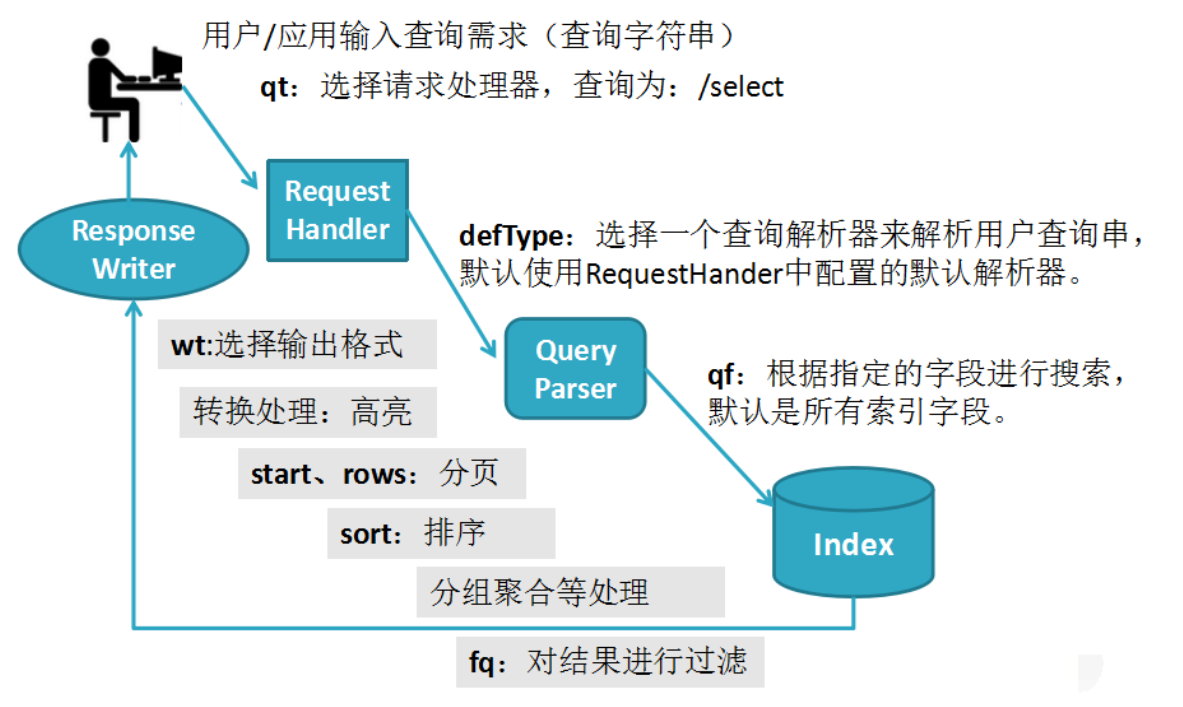 用户/应用输入查询需求（查询字符串）
qt：选择请求处理器，查询为：/select
Request
Handler
Response
Writer
defType：选择一个查询解析器来解析用户查询串，
默认使用RequestHander中配置的默认解析器。
wt:选择输出格式
Query
Parser
qf：根据指定的字段进行搜索，
默认是所有索引字段。
转换处理：高亮
start、rows：分页
sort：排序
Index
分组聚合等处理
fq：对结果进行过滤